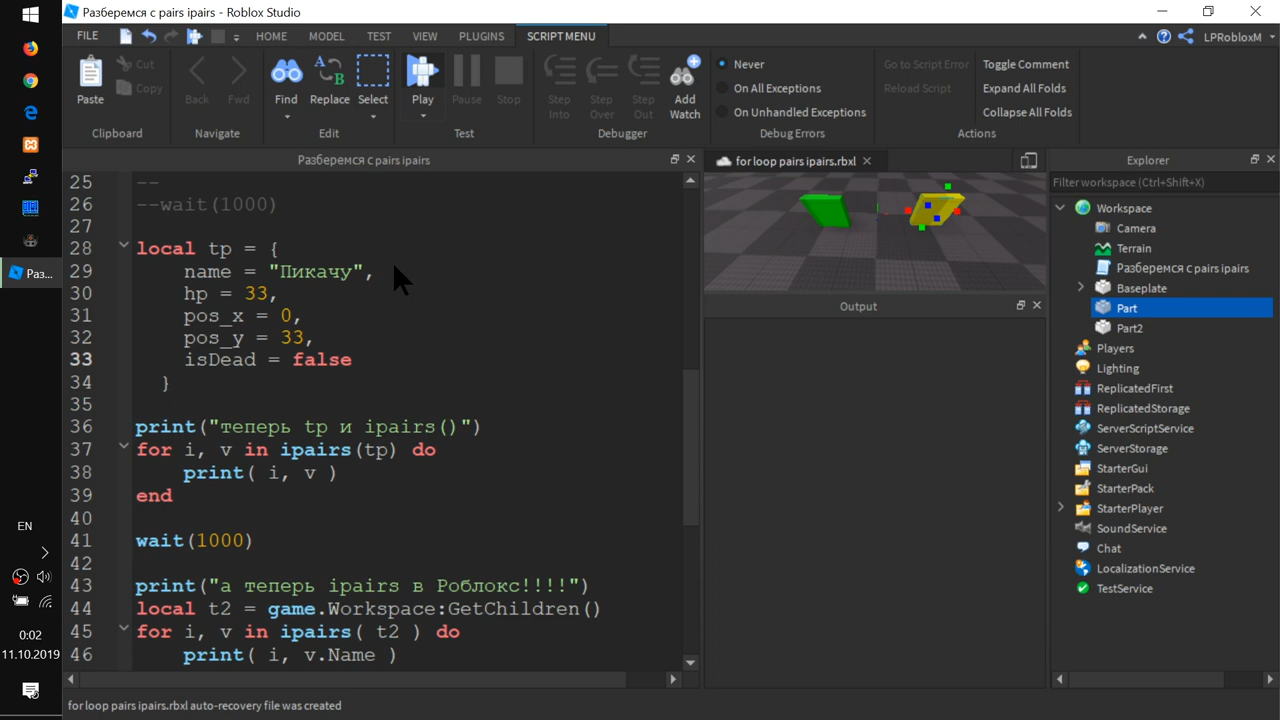 Разберемся с pairs ipairs - Roblox Studio
FILE HOME MODEL TEST VIEW PLUGINS SCRIPT MENU LPRobloxM
Paste Cut Copy
Clipboard
Back Fwd
Navigate
Find Replace Select
Edit
Play Pause Stop
Test
Step Into Step Over Step Out Add Watch
Debugger
Never
On All Exceptions
On Unhandled Exceptions
Debug Errors
Go to Script Error
Reload Script
Toggle Comment
Expand All Folds
Collapse All Folds
Actions
Разберемся с pairs ipairs
25 --
26 --wait(1000)
27
28 local tp = {
29 name = "Пикачу",
30 hp = 33,
31 pos_x = 0,
32 pos_y = 33,
33 isDead = false
34 }
35
36 print("теперь tp и ipairs()")
37 for i, v in ipairs(tp) do
38 print( i, v )
39 end
40
41 wait(1000)
42
43 print("а теперь ipairs в Роблокс!!!!")
44 local t2 = game.Workspace:GetChildren()
45 for i, v in ipairs( t2 ) do
46 print( i, v.Name )
for loop pairs ipairs.rbxl
Output
Explorer
Filter workspace (Ctrl+Shift+X)
Workspace
Camera
Terrain
Разберемся с pairs ipairs
Baseplate
Part
Part2
Players
Lighting
ReplicatedFirst
ReplicatedStorage
ServerScriptService
ServerStorage
StarterGui
StarterPack
StarterPlayer
SoundService
Chat
LocalizationService
TestService
Раз...
EN
0:02
11.10.2019
for loop pairs ipairs.rbxl auto-recovery file was created